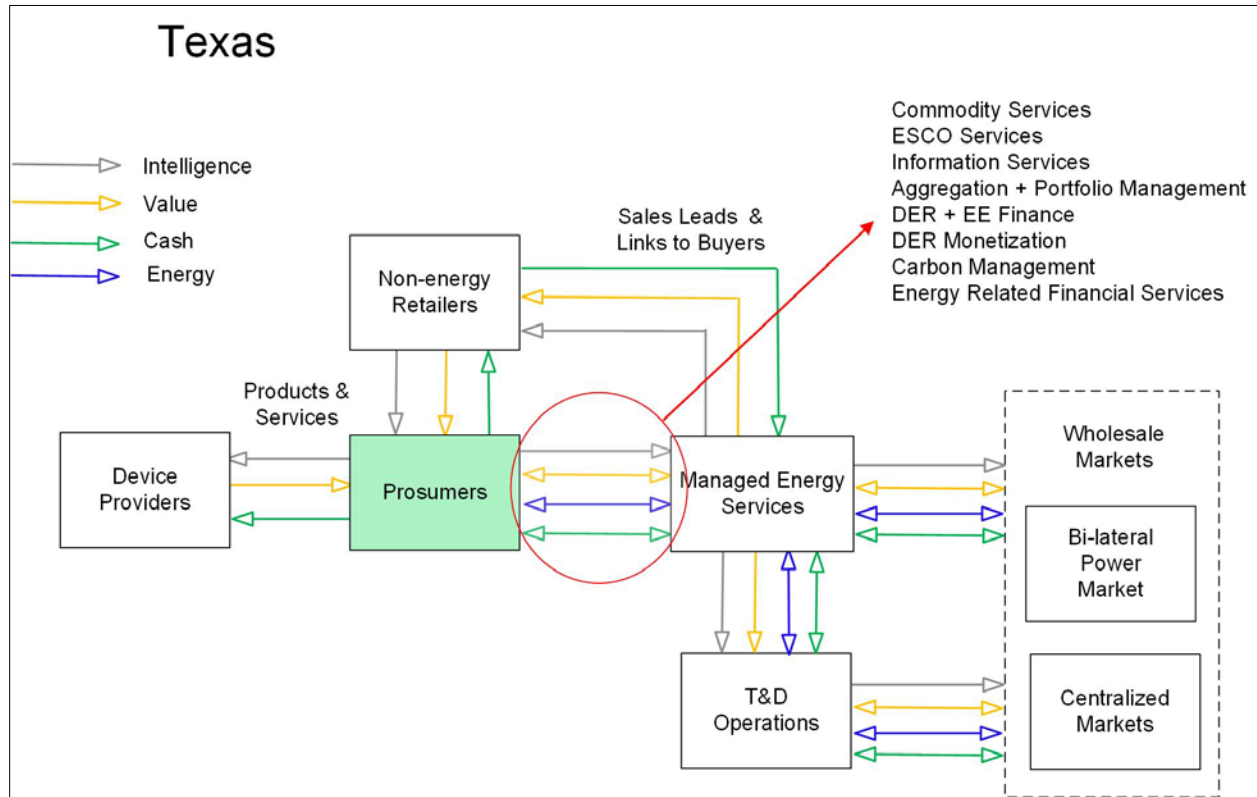 Texas
Intelligence
Value
Cash
Energy
Commodity Services
ESCO Services
Information Services
Aggregation + Portfolio Management
DER + EE Finance
DER Monetization
Carbon Management
Energy Related Financial Services
Sales Leads &
Links to Buyers
Non-energy
Retailers
Products &
Services
Device
Providers
Prosumers
Managed Energy
Services
Wholesale
Markets
Bi-lateral
Power
Market
T&D
Operations
Centralized
Markets